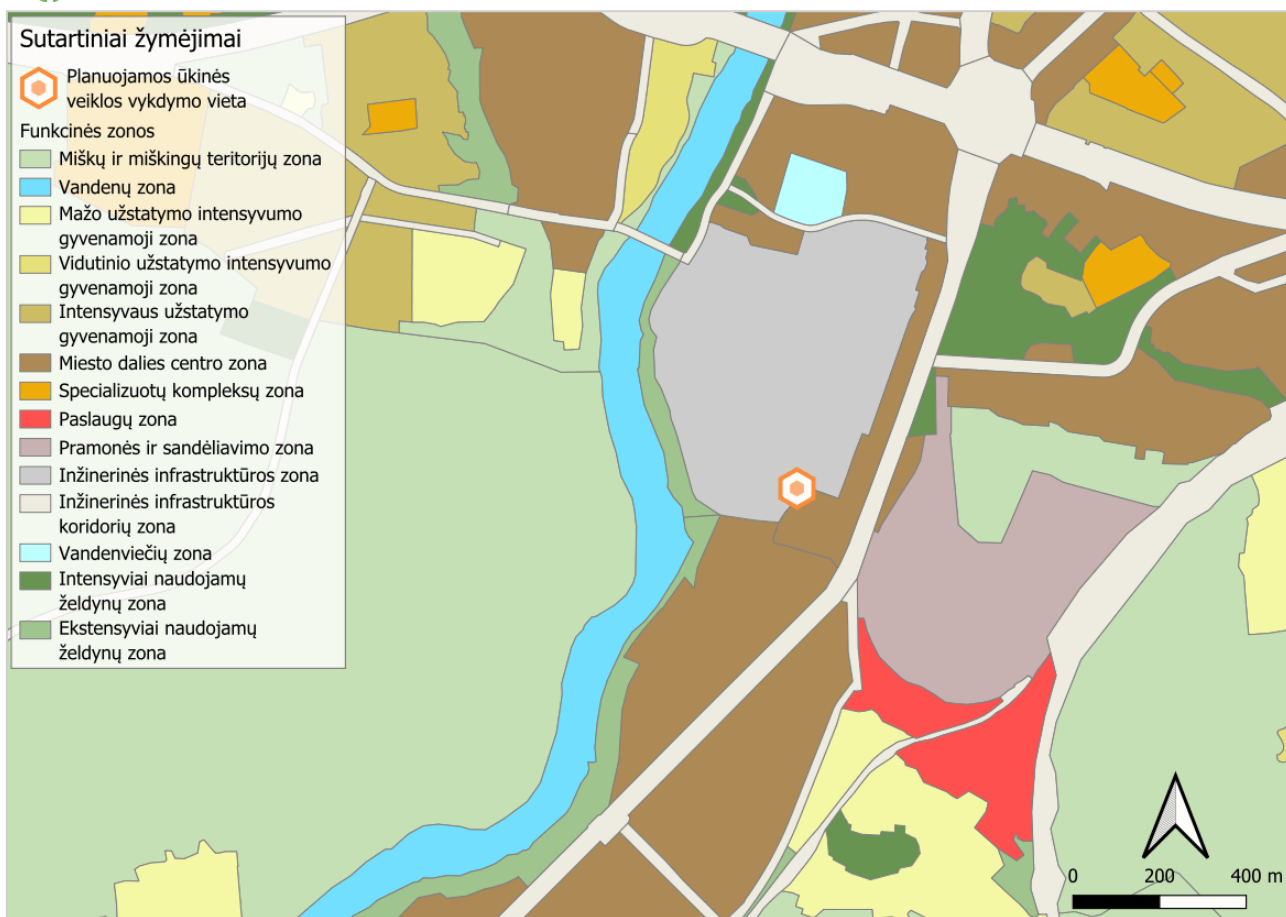 Sutartiniai žymėjimai
Planuojamos ūkinės
veiklos vykdymo vieta
Funkcinės zonos
Miškų ir miškingų teritorijų zona
Vandenų zona
Mažo užstatymo intensyvumo
gyvenamoji zona
Vidutinio užstatymo intensyvumo
gyvenamoji zona
Intensyvaus užstatymo
gyvenamoji zona
Miesto dalies centro zona
Specializuotų kompleksų zona
Paslaugų zona
Pramonės ir sandėliavimo zona
Inžinerinės infrastruktūros zona
Inžinerinės infrastruktūros
koridorių zona
Vandenviečių zona
Intensyviai naudojamų
želdynų zona
Ekstensyviai naudojamų
želdynų zona
0 200 400 m